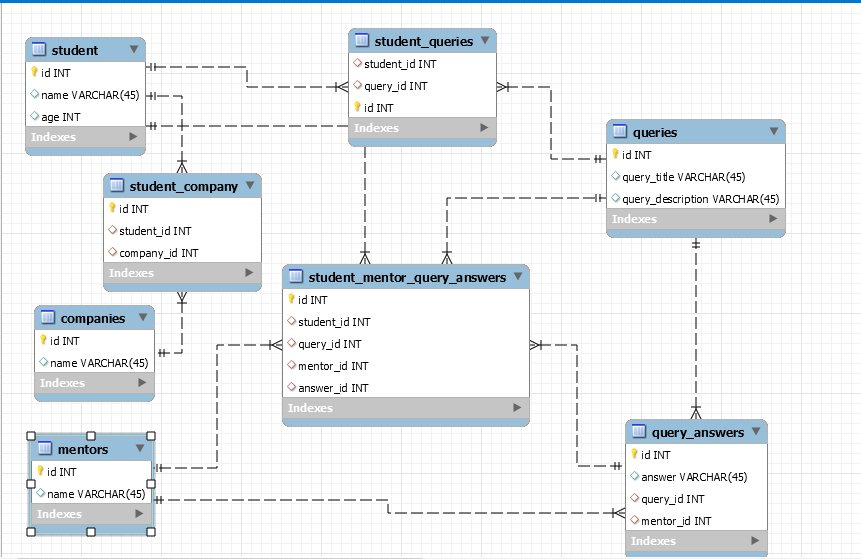 student
id INT
name VARCHAR(45)
age INT
Indexes
student_queries
student_id INT
query_id INT
id INT
Indexes
queries
id INT
query_title VARCHAR(45)
query_description VARCHAR(45)
Indexes
student_company
id INT
student_id INT
company_id INT
Indexes
student_mentor_query_answers
id INT
student_id INT
query_id INT
mentor_id INT
answer_id INT
Indexes
companies
id INT
name VARCHAR(45)
Indexes
mentors
id INT
name VARCHAR(45)
Indexes
query_answers
id INT
answer VARCHAR(45)
query_id INT
mentor_id INT
Indexes